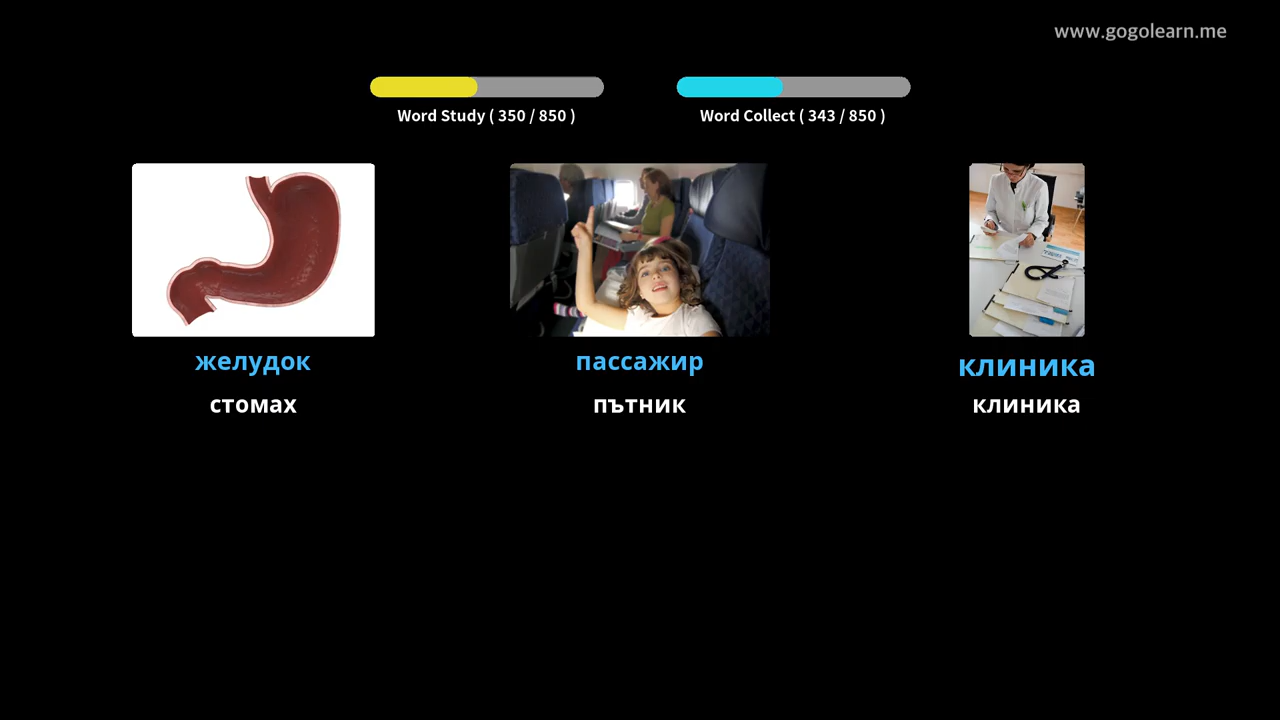 www.gogolearn.me
Word Study ( 350 / 850 )
Word Collect ( 343 / 850 )
желудок
пассажир
клиника
стомах
пътник
клиника